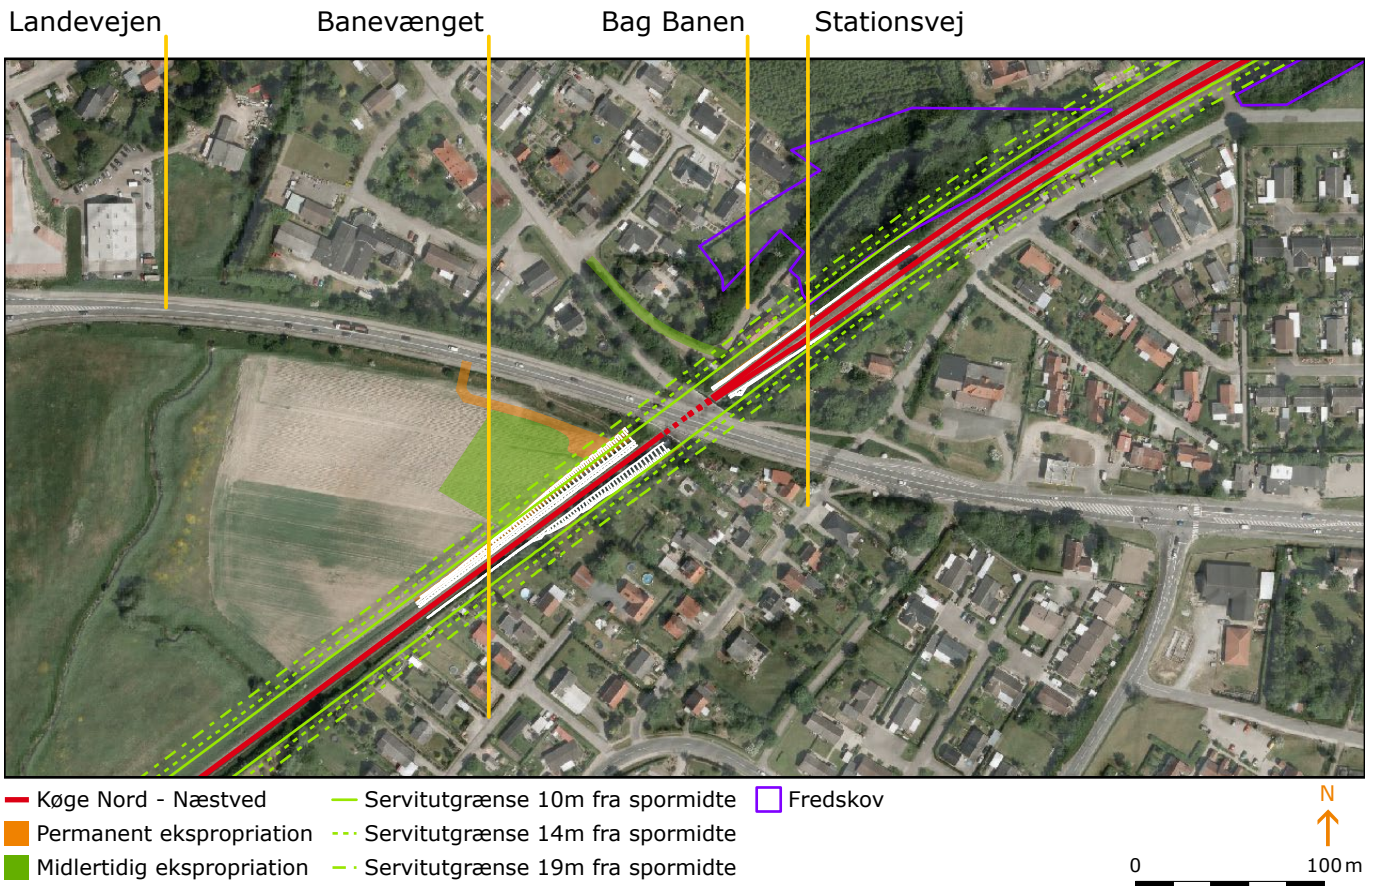 Landevejen Banevænget Bag Banen Stationsvej
Køge Nord - Næstved Servitutgrænse 10m fra spormidte Fredskov
Permanent ekspropriation Servitutgrænse 14m fra spormidte
Midlertidig ekspropriation Servitutgrænse 19m fra spormidte
N
0 100 m